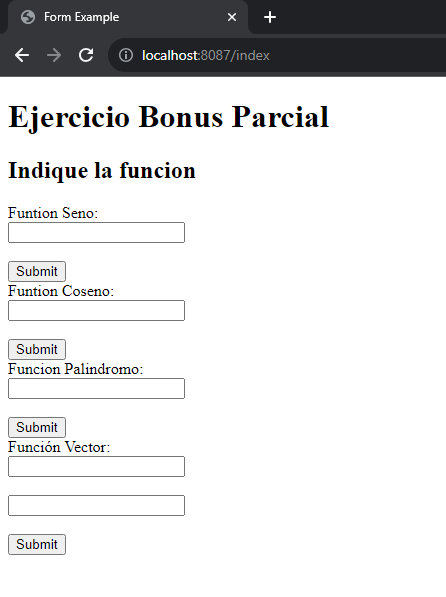 Form Example
localhost:8087/index
Ejercicio Bonus Parcial
Indique la funcion
Funtion Seno:
Submit
Funtion Coseno:
Submit
Funcion Palindromo:
Submit
Función Vector:
Submit